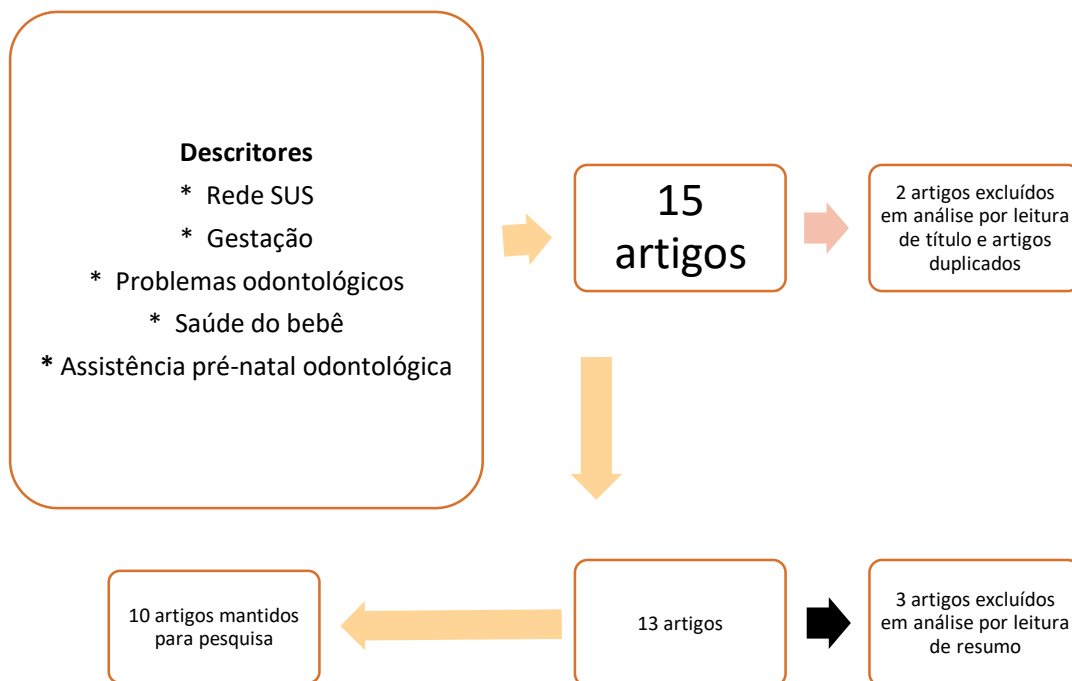 Descritores
* Rede SUS
* Gestação
* Problemas odontológicos
* Saúde do bebê
* Assistência pré-natal odontológica
15
artigos
2 artigos excluídos
em análise por leitura
de título e artigos
duplicados
10 artigos mantidos
para pesquisa
13 artigos
3 artigos excluídos
em análise por leitura
de resumo